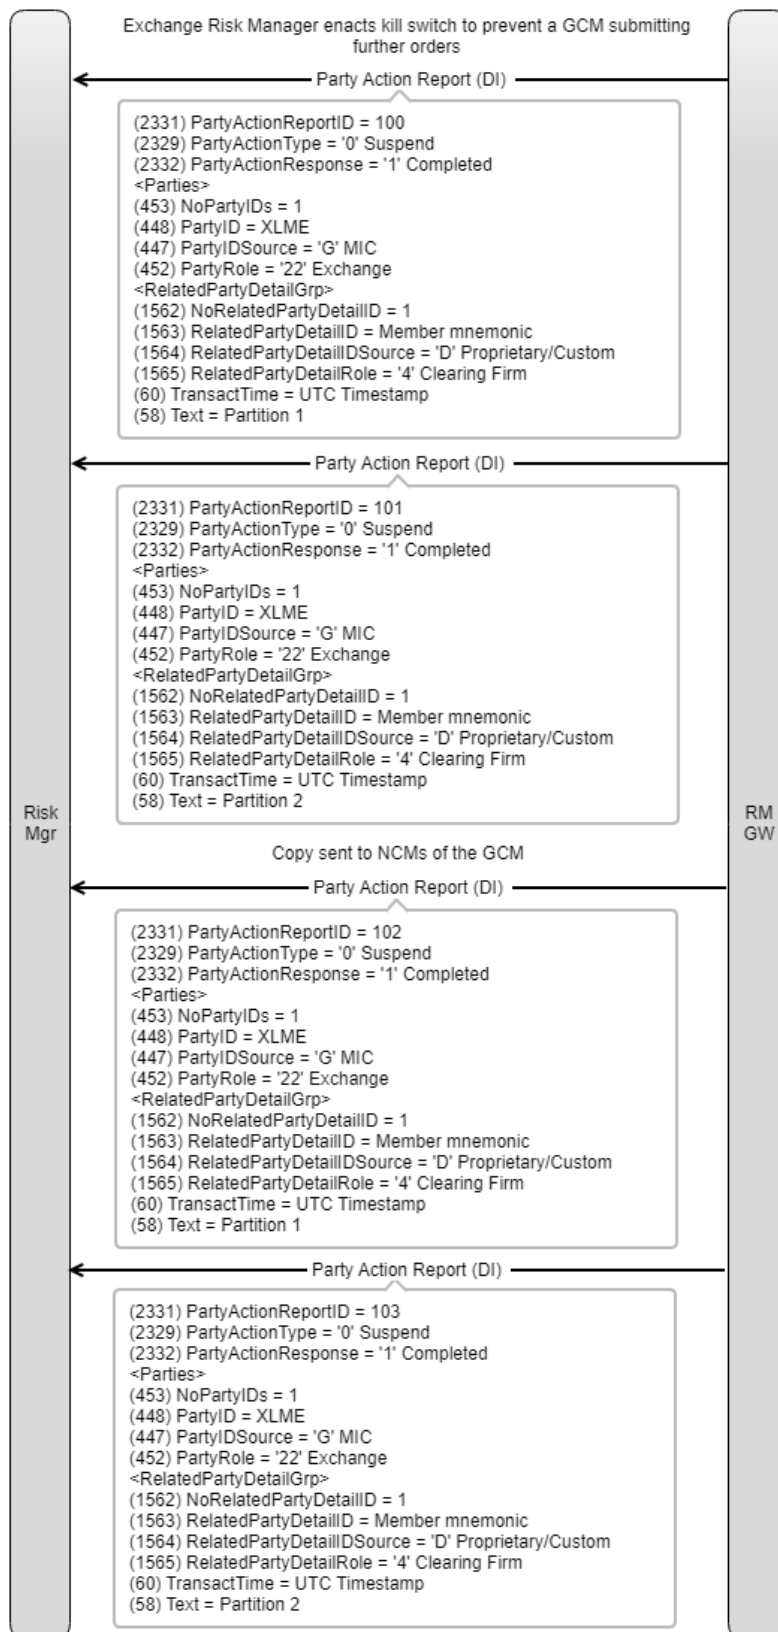 Exchange Risk Manager enacts kill switch to prevent a GCM submitting
further orders
Party Action Report (DI)
(2331) PartyActionReportID = 100
(2329) PartyActionType = '0' Suspend
(2332) PartyActionResponse = '1' Completed
<Parties>
(453) NoPartyIDs = 1
(448) PartyID = XLME
(447) PartyIDSource = 'G' MIC
(452) PartyRole = '22' Exchange
<RelatedPartyDetailGrp>
(1562) NoRelatedPartyDetailID = 1
(1563) RelatedPartyDetailID = Member mnemonic
(1564) RelatedPartyDetailIDSource = 'D' Proprietary/Custom
(1565) RelatedPartyDetailRole = '4' Clearing Firm
(60) TransactTime = UTC Timestamp
(58) Text = Partition 1
Party Action Report (DI)
(2331) PartyActionReportID = 101
(2329) PartyActionType = '0' Suspend
(2332) PartyActionResponse = '1' Completed
<Parties>
(453) NoPartyIDs = 1
(448) PartyID = XLME
(447) PartyIDSource = 'G' MIC
(452) PartyRole = '22' Exchange
<RelatedPartyDetailGrp>
(1562) NoRelatedPartyDetailID = 1
(1563) RelatedPartyDetailID = Member mnemonic
(1564) RelatedPartyDetailIDSource = 'D' Proprietary/Custom
(1565) RelatedPartyDetailRole = '4' Clearing Firm
(60) TransactTime = UTC Timestamp
(58) Text = Partition 2
Risk
Mgr
RM
GW
Copy sent to NCMs of the GCM
Party Action Report (DI)
(2331) PartyActionReportID = 102
(2329) PartyActionType = '0' Suspend
(2332) PartyActionResponse = '1' Completed
<Parties>
(453) NoPartyIDs = 1
(448) PartyID = XLME
(447) PartyIDSource = 'G' MIC
(452) PartyRole = '22' Exchange
<RelatedPartyDetailGrp>
(1562) NoRelatedPartyDetailID = 1
(1563) RelatedPartyDetailID = Member mnemonic
(1564) RelatedPartyDetailIDSource = 'D' Proprietary/Custom
(1565) RelatedPartyDetailRole = '4' Clearing Firm
(60) TransactTime = UTC Timestamp
(58) Text = Partition 1
Party Action Report (DI)
(2331) PartyActionReportID = 103
(2329) PartyActionType = '0' Suspend
(2332) PartyActionResponse = '1' Completed
<Parties>
(453) NoPartyIDs = 1
(448) PartyID = XLME
(447) PartyIDSource = 'G' MIC
(452) PartyRole = '22' Exchange
<RelatedPartyDetailGrp>
(1562) NoRelatedPartyDetailID = 1
(1563) RelatedPartyDetailID = Member mnemonic
(1564) RelatedPartyDetailIDSource = 'D' Proprietary/Custom
(1565) RelatedPartyDetailRole = '4' Clearing Firm
(60) TransactTime = UTC Timestamp
(58) Text = Partition 2